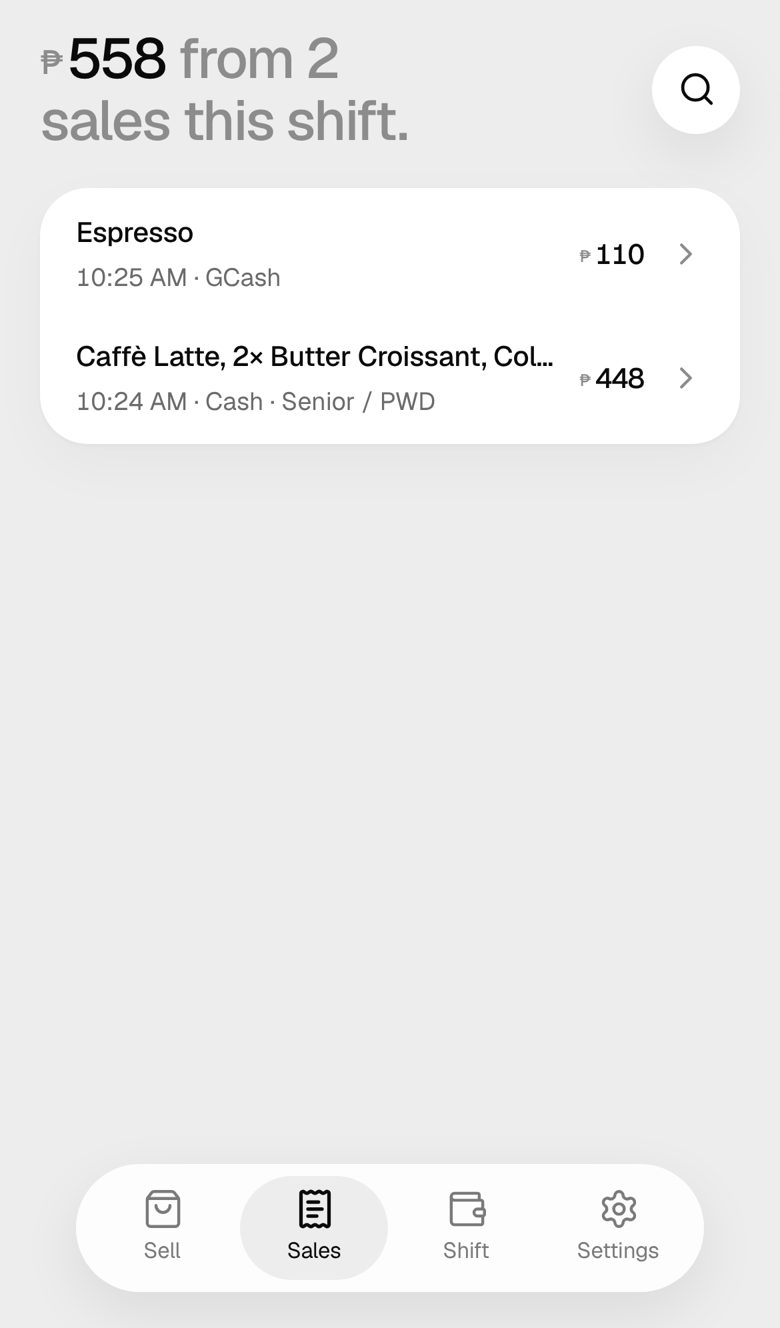 ₱558 from 2
sales this shift.
Espresso
10:25 AM · GCash
₱110
Caffè Latte, 2× Butter Croissant, Col...
10:24 AM · Cash · Senior / PWD
₱448
Sell
Sales
Shift
Settings